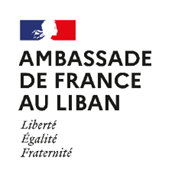 AMBASSADE
DE FRANCE
AU LIBAN
Liberté
Égalité
Fraternité